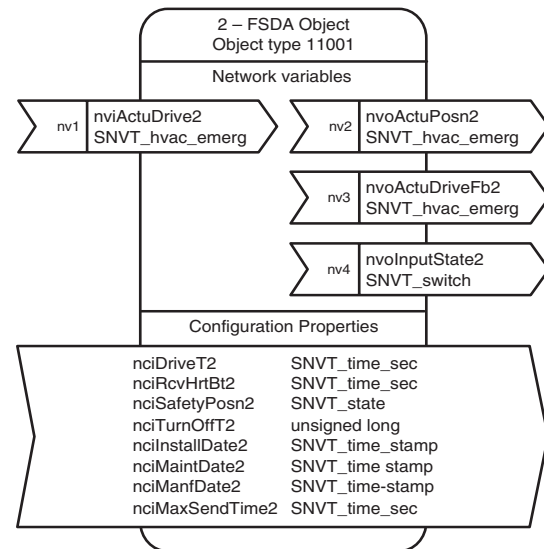 2 – FSDA Object
Object type 11001
Network variables
nv1 nviActuDrive2
SNVT_hvac_emerg
nv2 nvoActuPosn2
SNVT_hvac_emerg
nv3 nvoActuDriveFb2
SNVT_hvac_emerg
nv4 nvoInputState2
SNVT_switch
Configuration Properties
nciDriveT2 SNVT_time_sec
nciRcvHrtBt2 SNVT_time_sec
nciSafetyPosn2 SNVT_state
nciTurnOffT2 unsigned long
nciInstallDate2 SNVT_time_stamp
nciMaintDate2 SNVT_time stamp
nciManfDate2 SNVT_time-stamp
nciMaxSendTime2 SNVT_time_sec